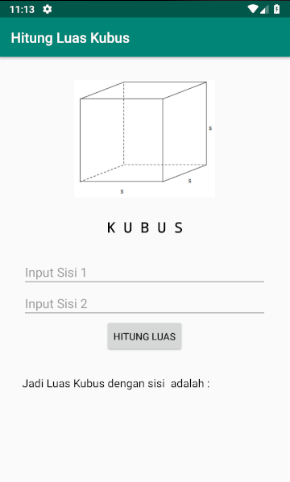 11:13
Hitung Luas Kubus
s
s
s
KUBUS
Input Sisi 1
Input Sisi 2
HITUNG LUAS
Jadi Luas Kubus dengan sisi  adalah :